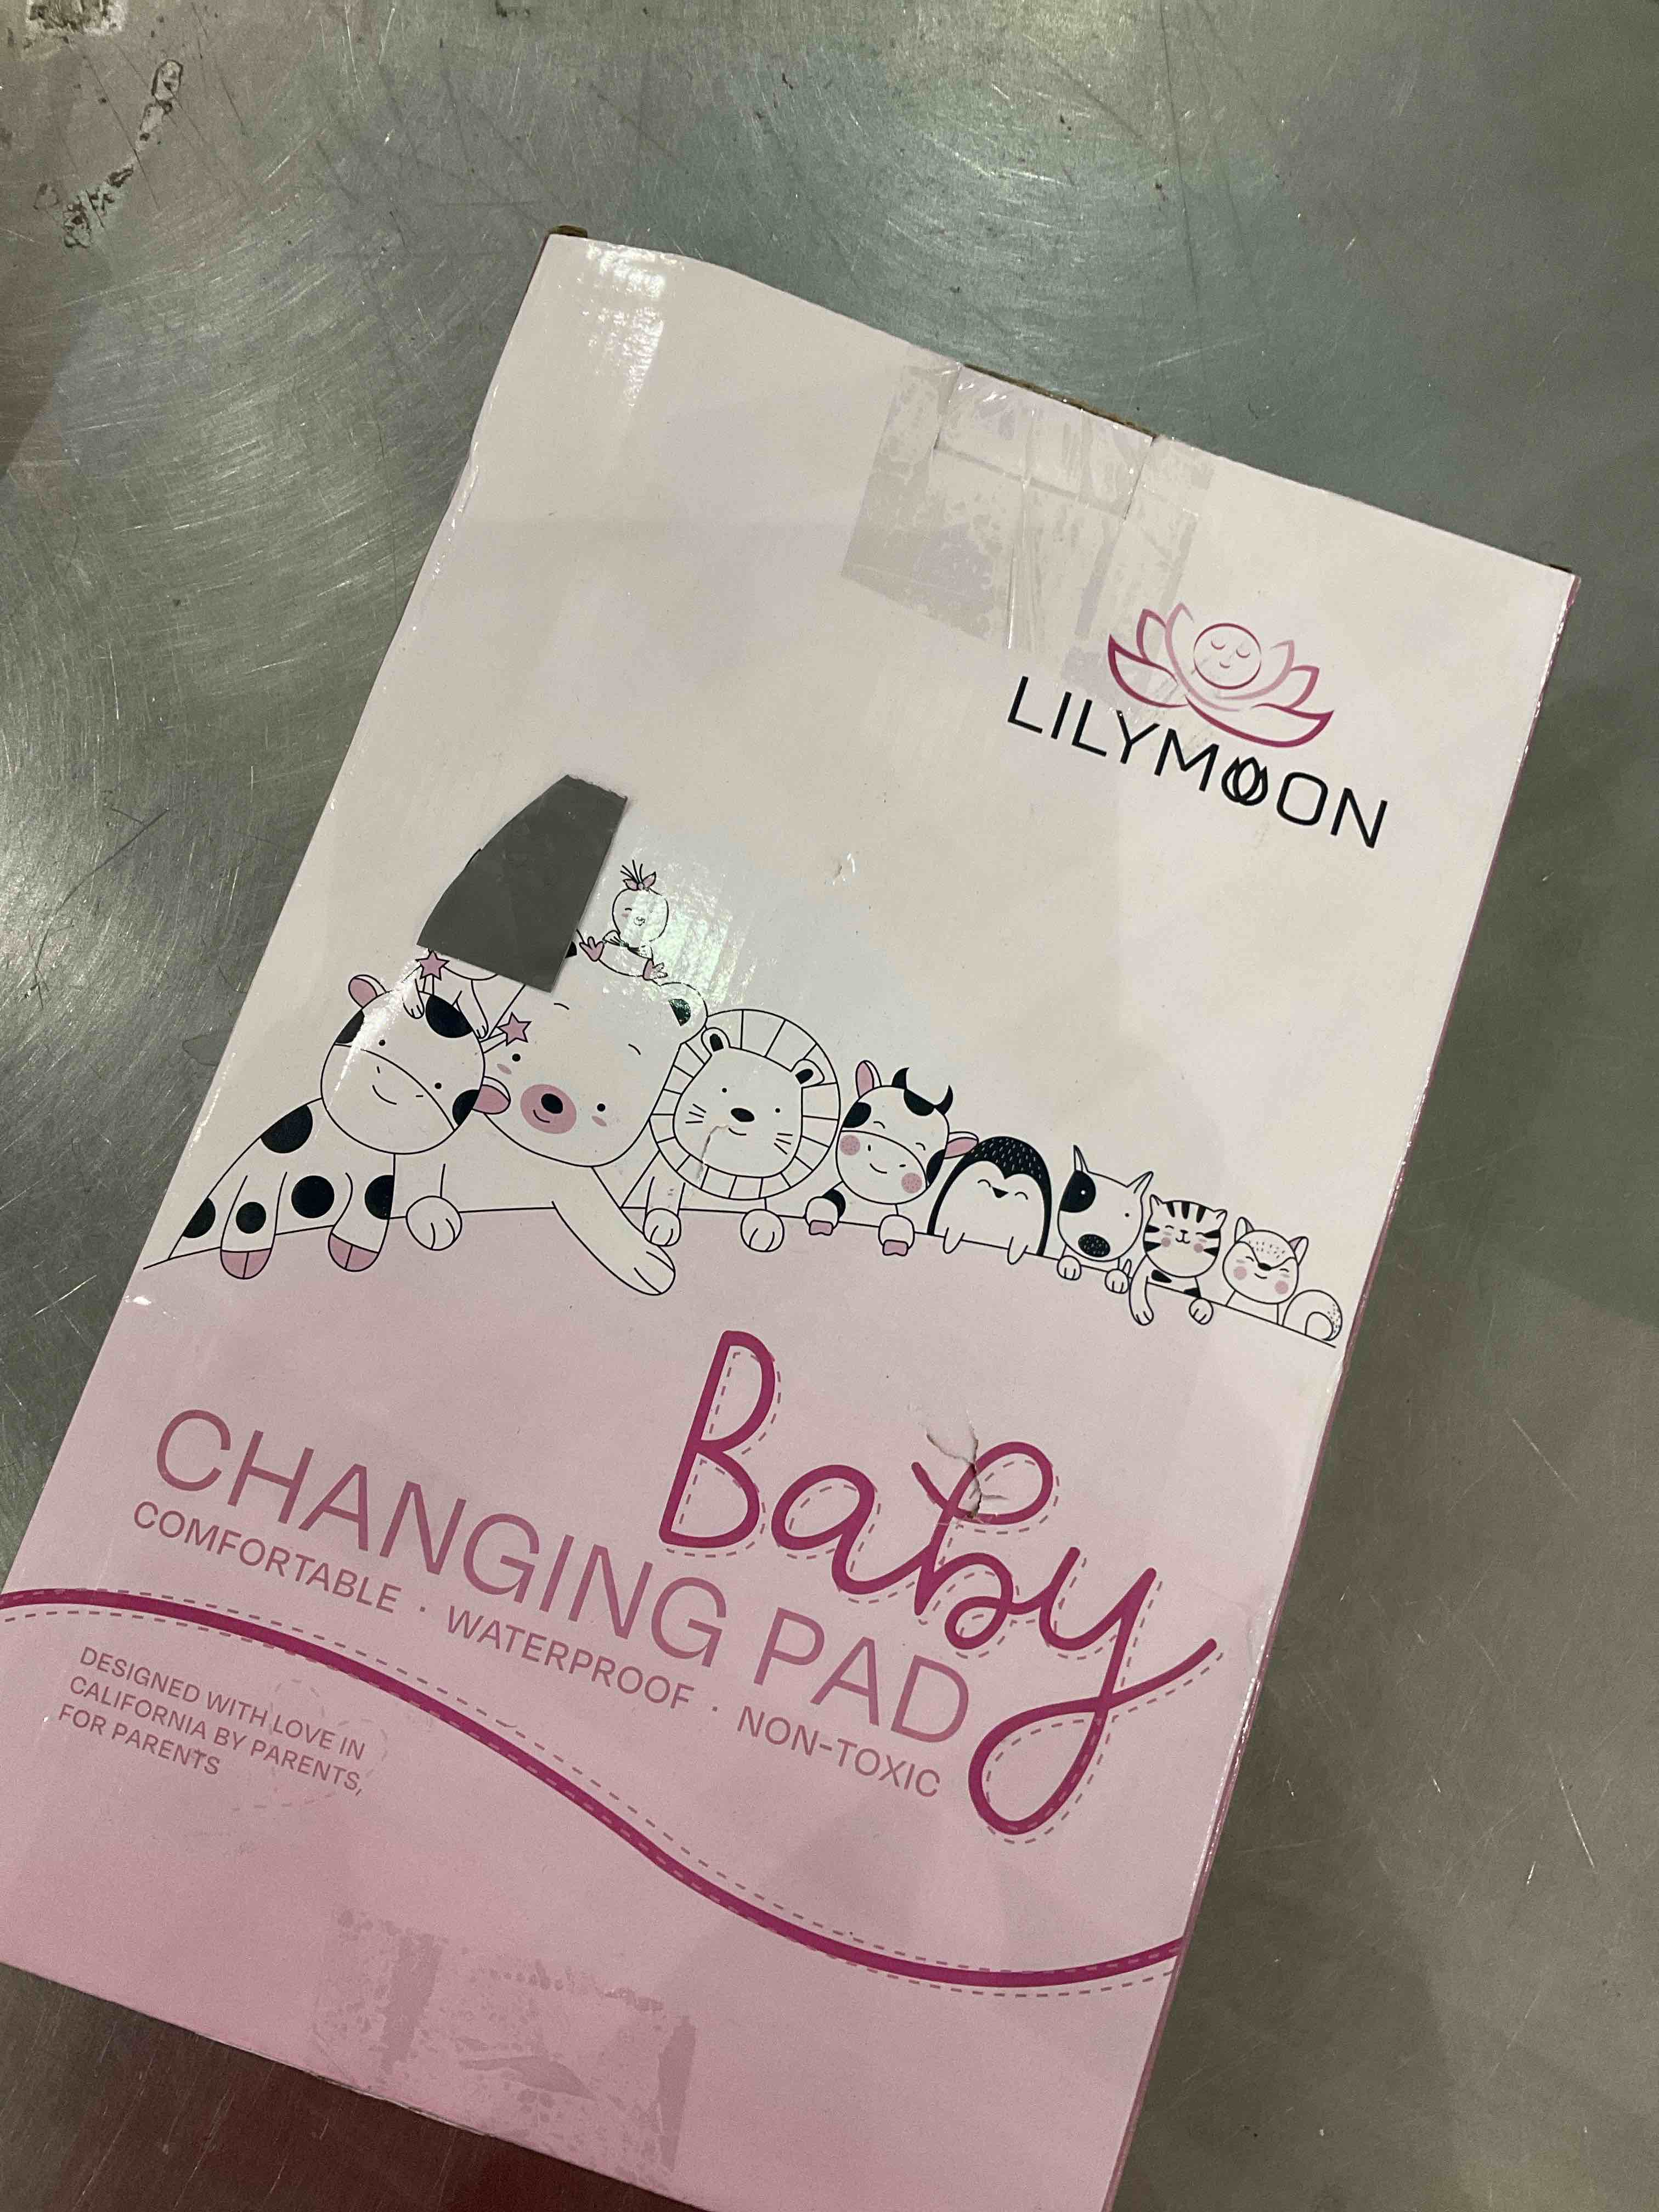 LILYMOON
Baby
CHANGING PAD
COMFORTABLE · WATERPROOF · NON-TOXIC
DESIGNED WITH LOVE IN
CALIFORNIA BY PARENTS,
FOR PARENTS